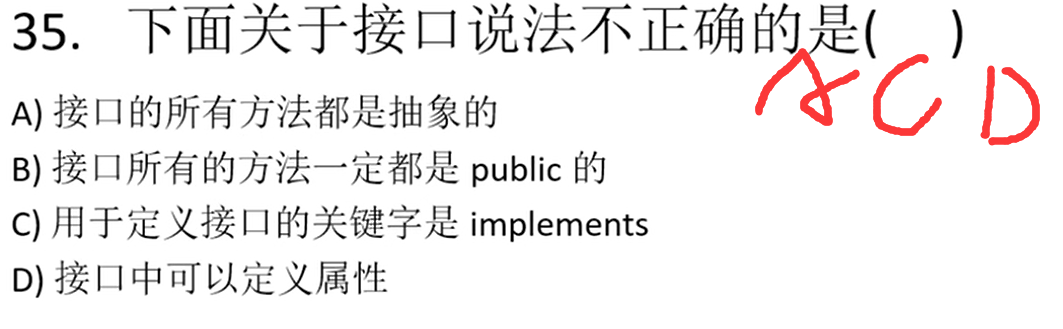 35. 下面关于接口说法不正确的是( )
ACD
A) 接口的所有方法都是抽象的
B) 接口所有的方法一定都是 public 的
C) 用于定义接口的关键字是 implements
D) 接口中可以定义属性